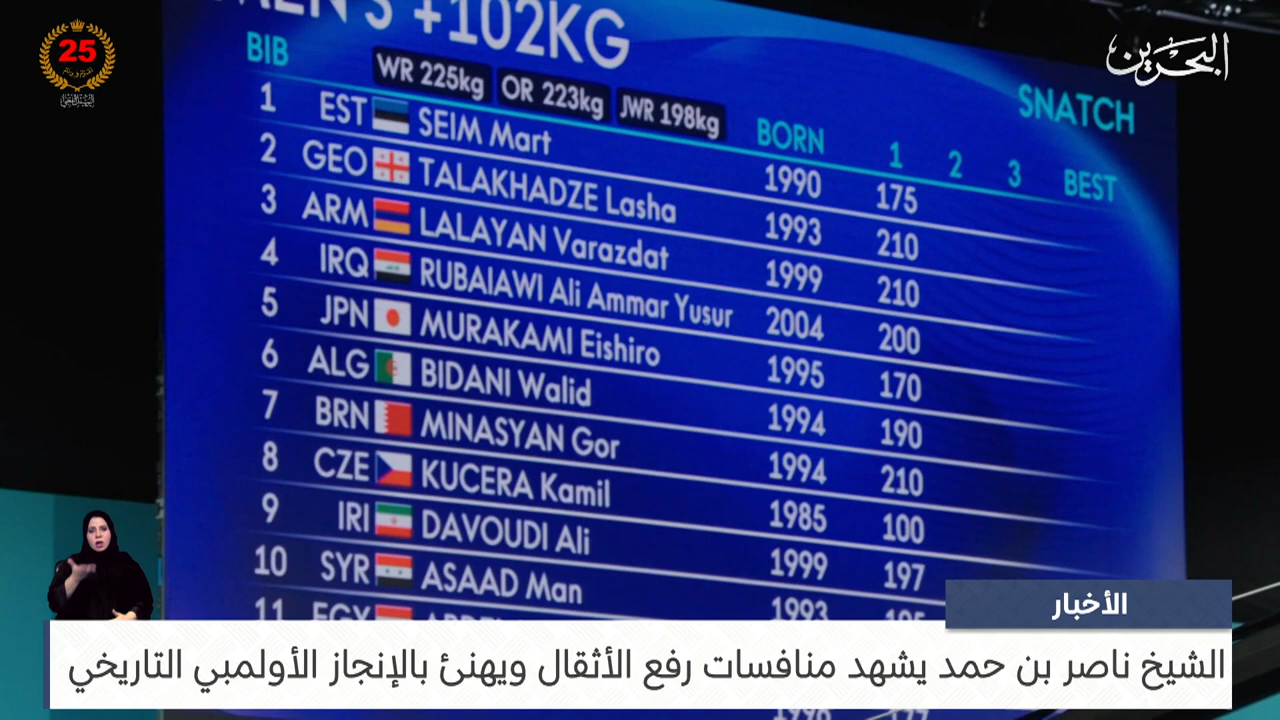 MEN'S +102KG
25
البحرين
BIB WR 225kg OR 223kg JWR 198kg BORN SNATCH 1 2 3 BEST
1 EST SEIM Mart 1990 175
2 GEO TALAKHADZE Lasha 1993 210
3 ARM LALAYAN Varazdat 1999 210
4 IRQ RUBAIAWI Ali Ammar Yusur 2004 200
5 JPN MURAKAMI Eishiro 1995 170
6 ALG BIDANI Walid 1994 190
7 BRN MINASYAN Gor 1994 210
8 CZE KUCERA Kamil 1985 100
9 IRI DAVOUDI Ali 1999 197
10 SYR ASAAD Man 1993
11 EGY
الأخبار
الشيخ ناصر بن حمد يشهد منافسات رفع الأثقال ويهنئ بالإنجاز الأولمبي التاريخي